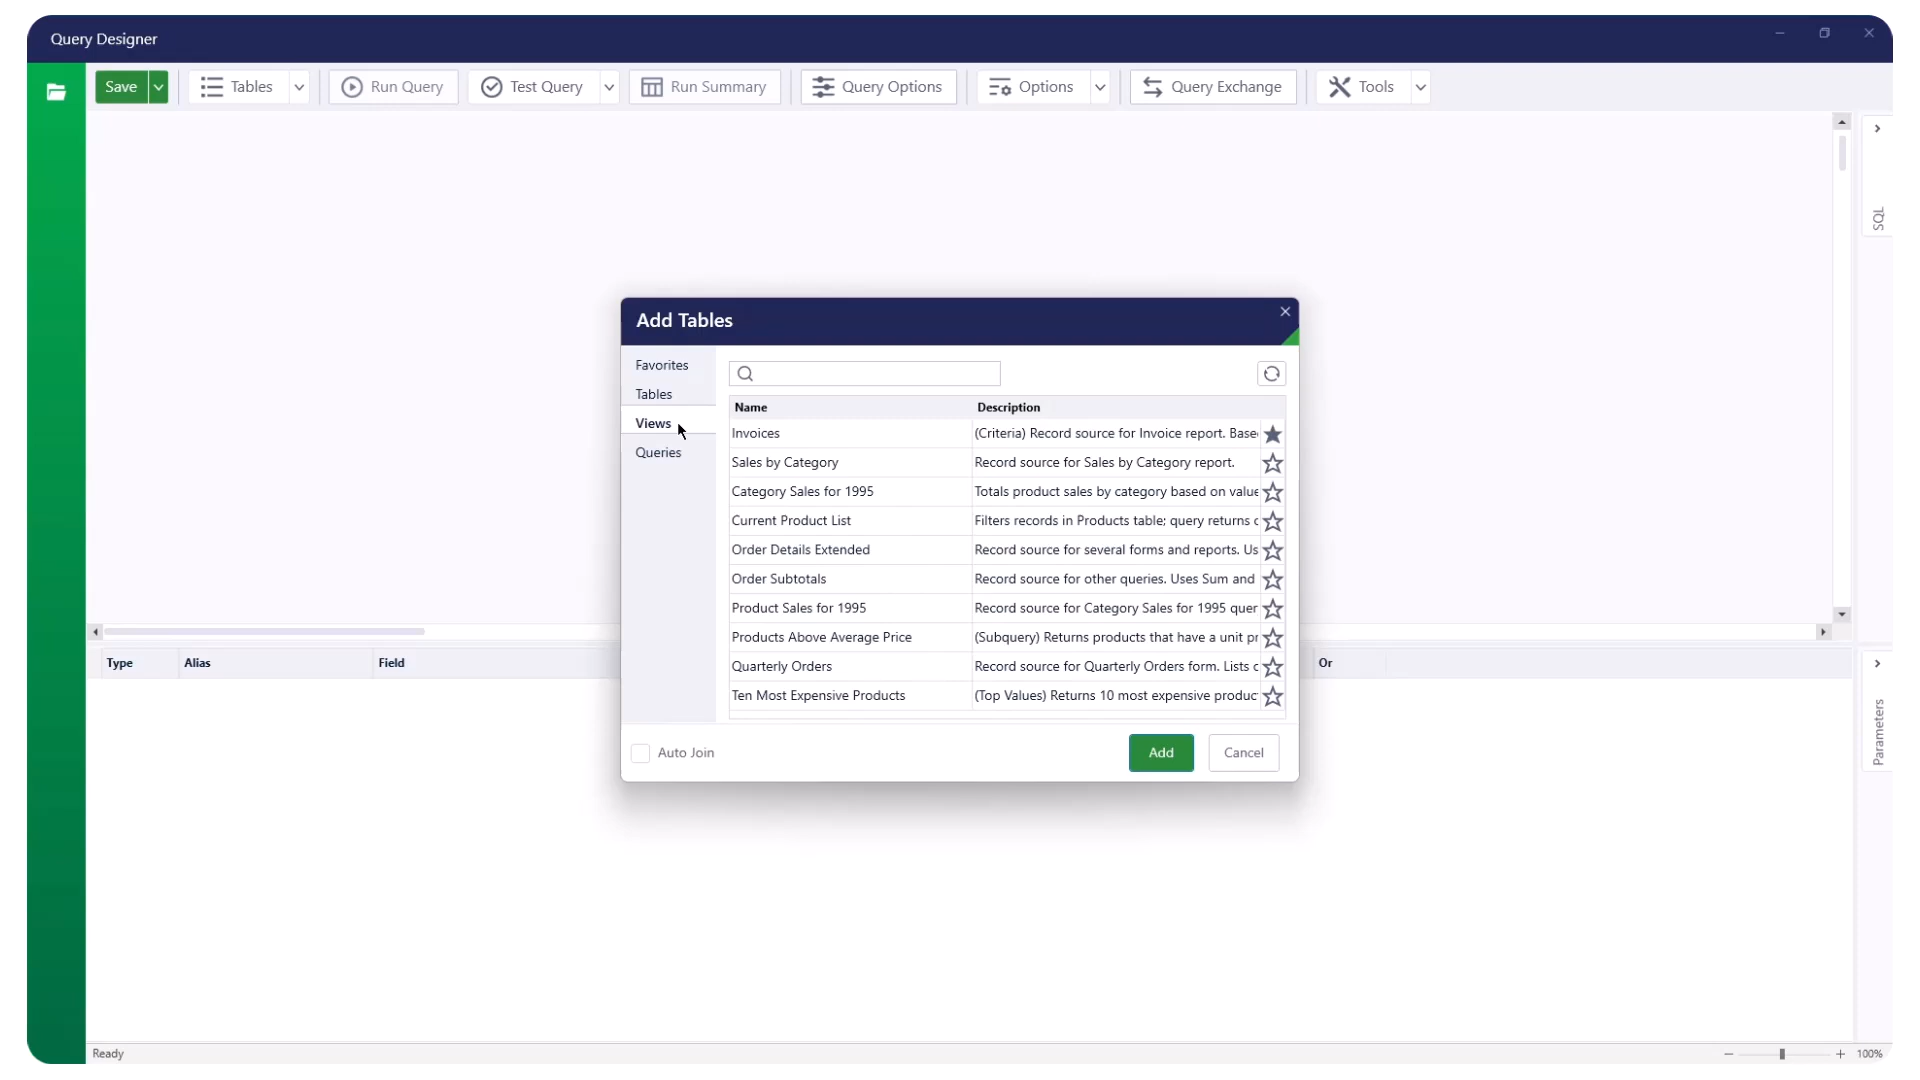 Query Designer
Save Tables Run Query Test Query Run Summary Query Options Options Query Exchange Tools
SQL
Add Tables
Favorites
Tables
Views
Queries
Name Description
Invoices (Criteria) Record source for Invoice report. Base
Sales by Category Record source for Sales by Category report.
Category Sales for 1995 Totals product sales by category based on value
Current Product List Filters records in Products table; query returns c
Order Details Extended Record source for several forms and reports. Us
Order Subtotals Record source for other queries. Uses Sum and
Product Sales for 1995 Record source for Category Sales for 1995 quer
Products Above Average Price (Subquery) Returns products that have a unit pr
Quarterly Orders Record source for Quarterly Orders form. Lists c
Ten Most Expensive Products (Top Values) Returns 10 most expensive produc
Auto Join Add Cancel
Type Alias Field Or
Parameters
Ready 100%